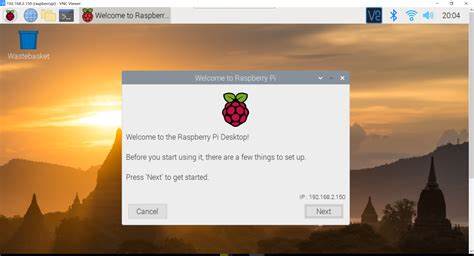 192.168.2.150 (raspberrypi) - VNC Viewer
Welcome to Raspberry ...
20:04
Wastebasket
Welcome to Raspberry Pi
Welcome to the Raspberry Pi Desktop!
Before you start using it, there are a few things to set up.
Press 'Next' to get started.
IP : 192.168.2.150
Cancel
Next